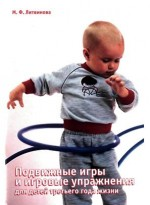 Н. Ф. Литвинова
Подвижные игры
и игровые упражнения
для детей третьего года жизни